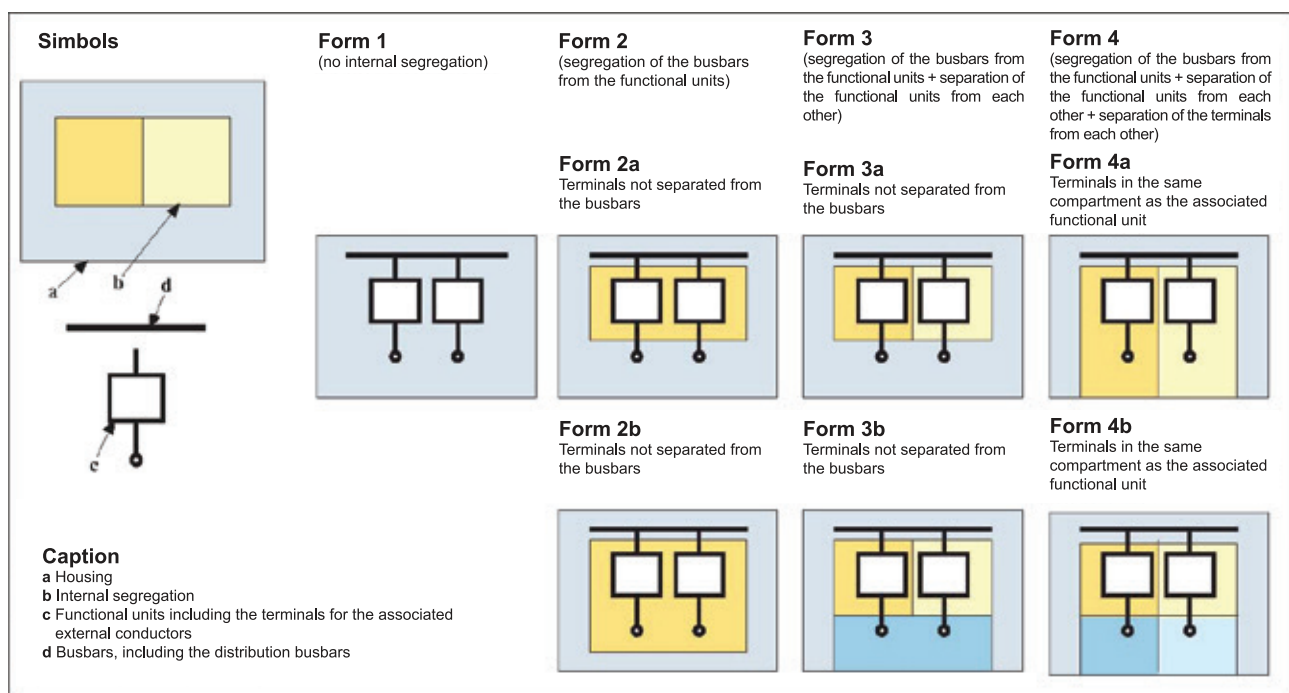 Simbols
a
b
d
c
Caption
a Housing
b Internal segregation
c Functional units including the terminals for the associated
external conductors
d Busbars, including the distribution busbars
Form 1
(no internal segregation)
Form 2
(segregation of the busbars
from the functional units)
Form 3
(segregation of the busbars from
the functional units + separation of
the functional units from each
other)
Form 4
(segregation of the busbars from
the functional units + separation of
the functional units from each
other + separation of the terminals
from each other)
Form 2a
Terminals not separated from
the busbars
Form 3a
Terminals not separated from
the busbars
Form 4a
Terminals in the same
compartment as the associated
functional unit
Form 2b
Terminals not separated from
the busbars
Form 3b
Terminals not separated from
the busbars
Form 4b
Terminals in the same
compartment as the associated
functional unit